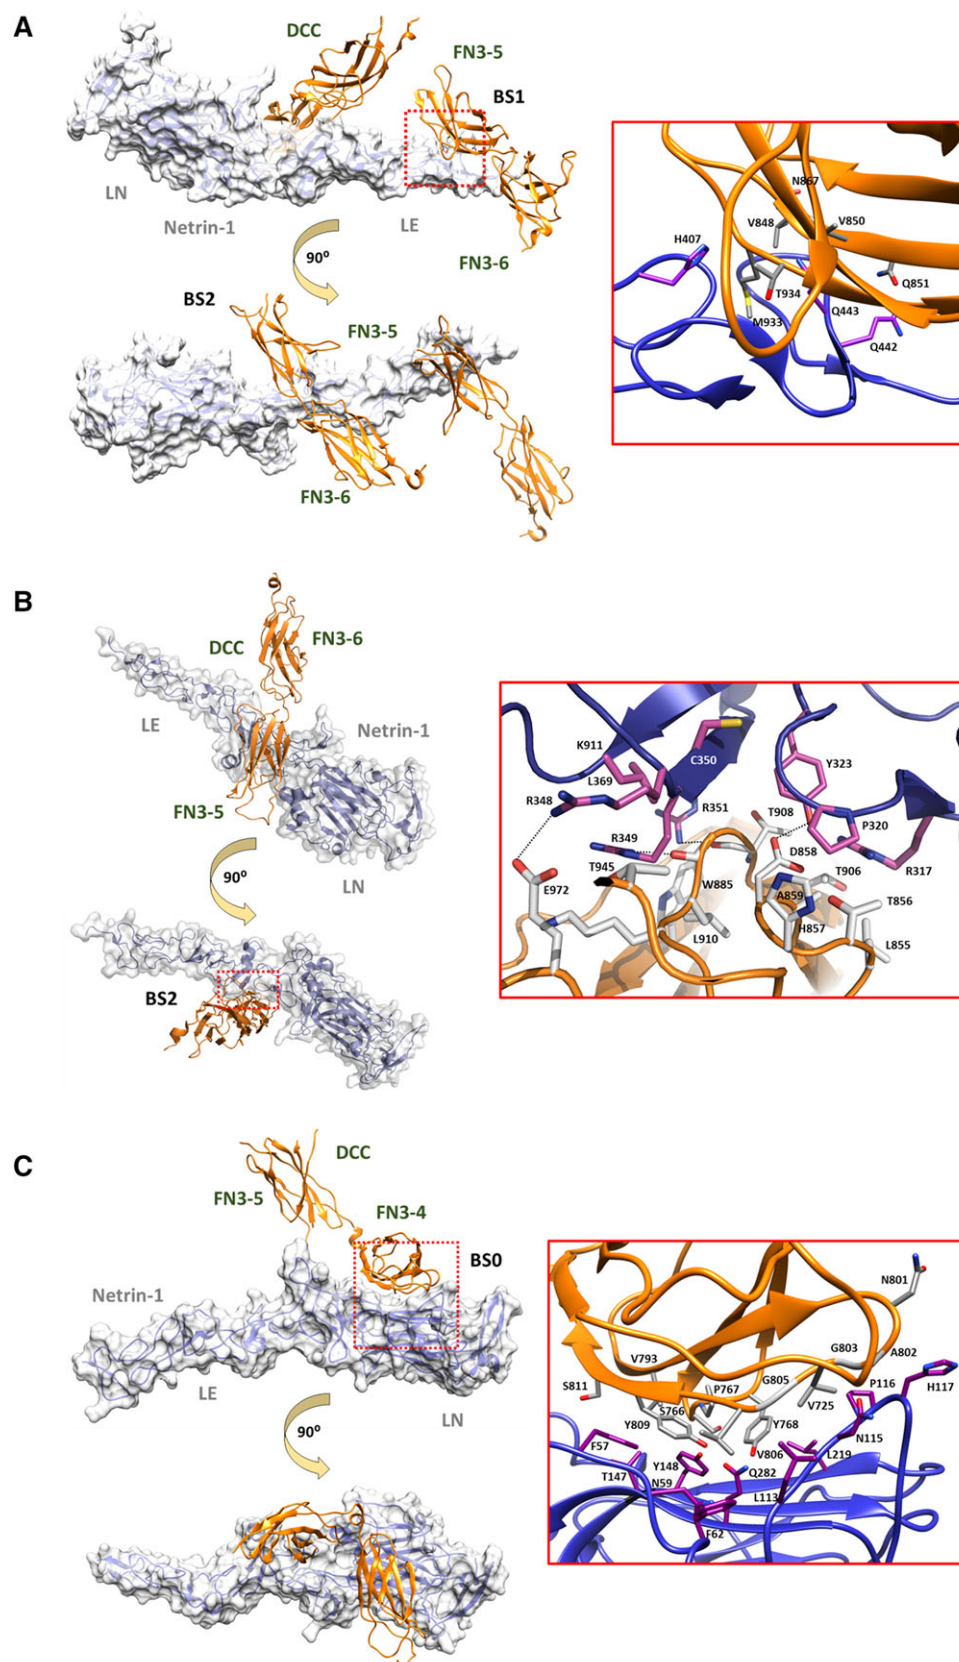 A
DCC
FN3-5
BS1
LN
Netrin-1
LE
FN3-6
90º
BS2
FN3-5
FN3-6
N867
V848
V850
H407
Q851
T934
Q443
M933
Q442
B
DCC
FN3-6
LE
Netrin-1
FN3-5
90º
LN
BS2
K911
C350
L369
Y323
R348
R351
T908
P320
R349
D858
T945
T906
R317
E972
W885
A859
T856
L910
H857
L855
C
DCC
FN3-5
FN3-4
BS0
Netrin-1
LE
LN
90º
N801
G803
A802
V793
G805
P116
S811
P767
H117
S766
V725
Y809
Y768
N115
F57
Y148
V806
L219
T147
N59
Q282
L113
F62